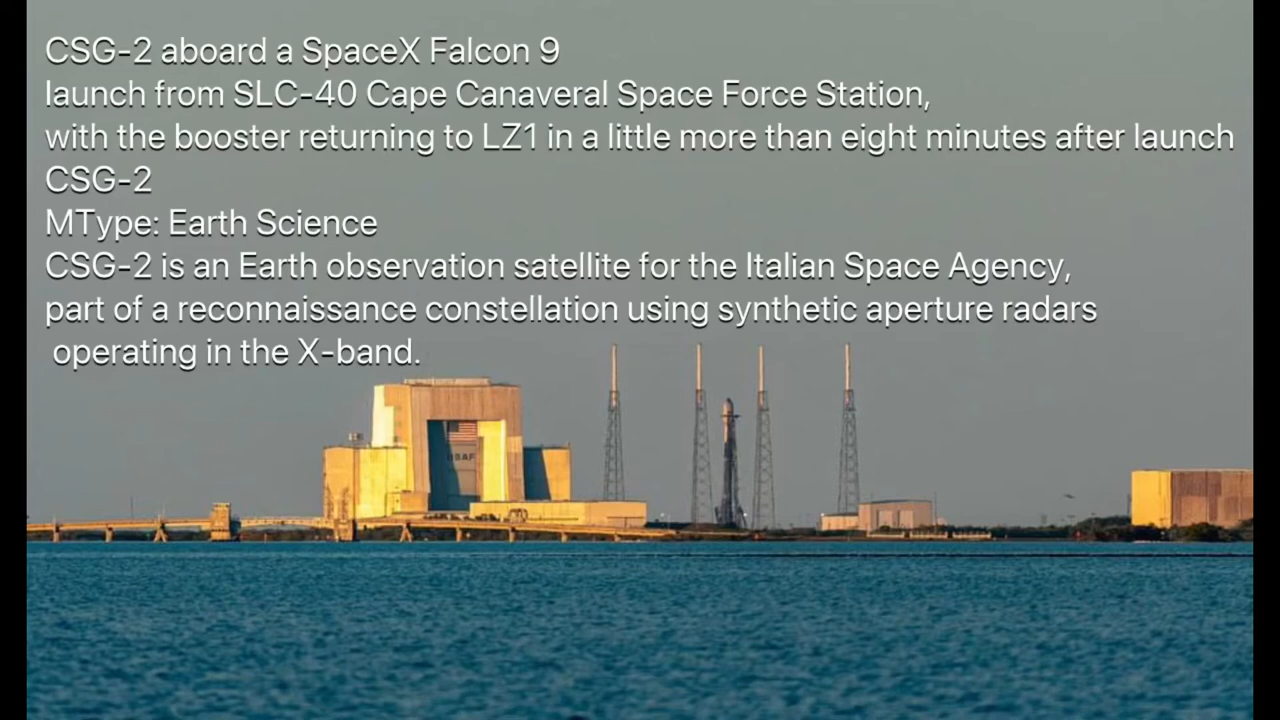 CSG-2 aboard a SpaceX Falcon 9
launch from SLC-40 Cape Canaveral Space Force Station,
with the booster returning to LZ1 in a little more than eight minutes after launch
CSG-2
MType: Earth Science
CSG-2 is an Earth observation satellite for the Italian Space Agency,
part of a reconnaissance constellation using synthetic aperture radars
operating in the X-band.
USAF